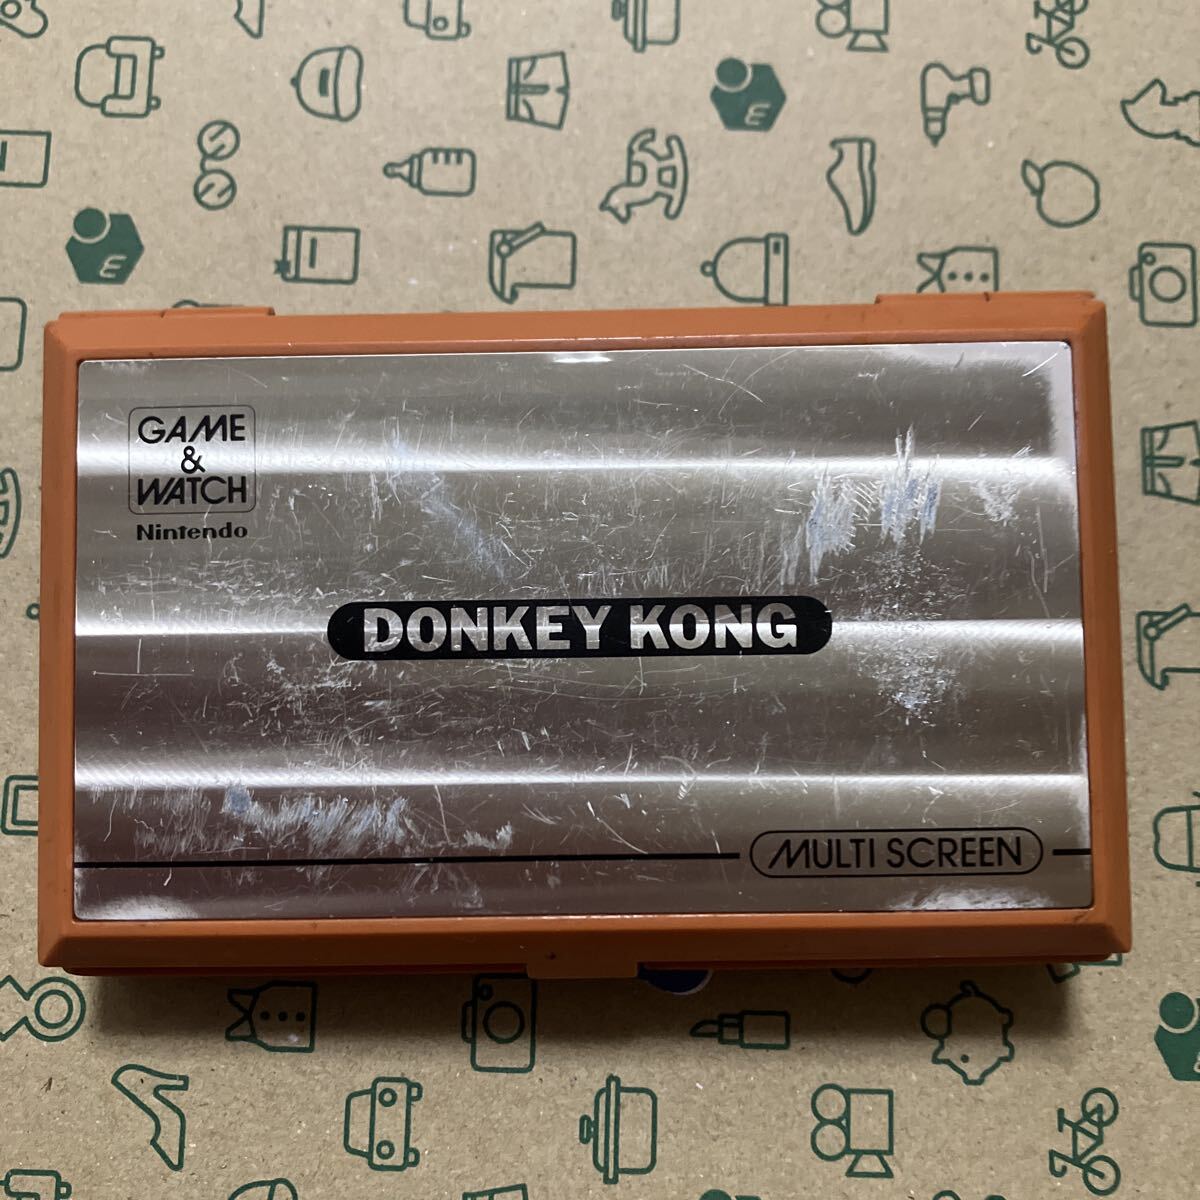 GAME
&
WATCH
Nintendo
DONKEY KONG
MULTI SCREEN
ε
ε
ε